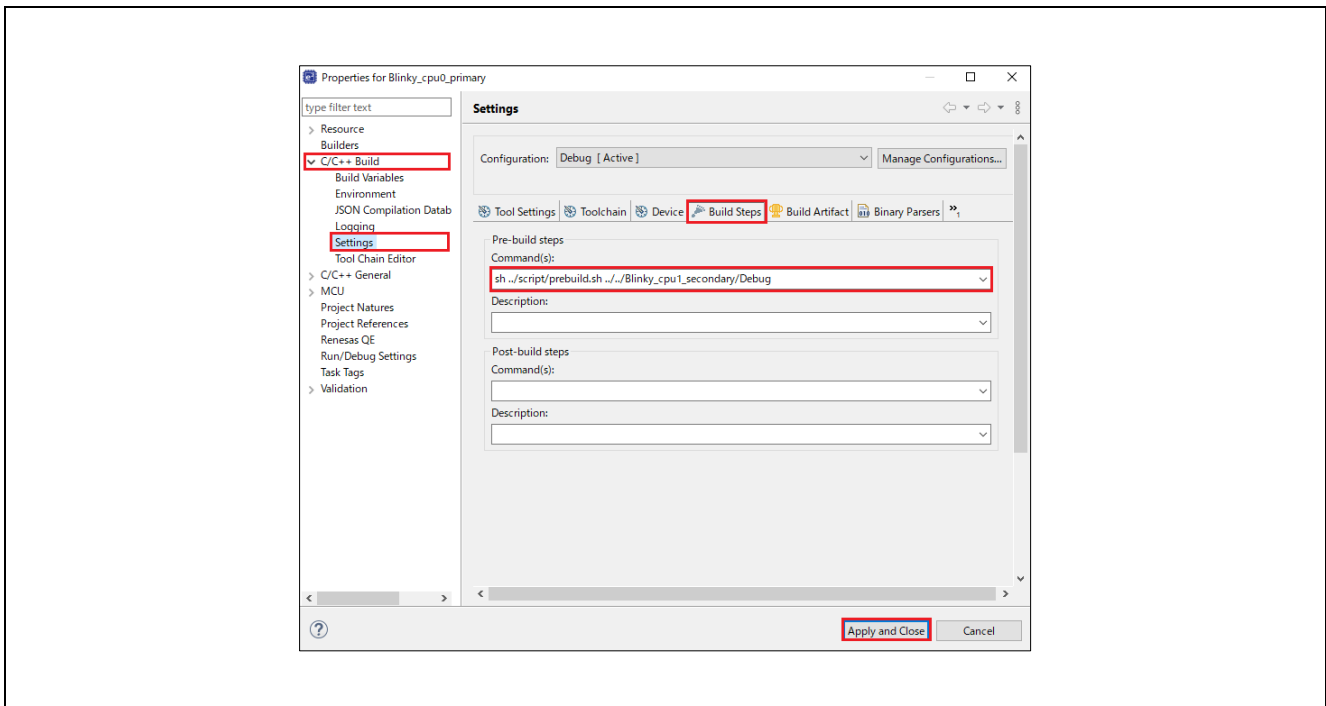 Properties for Blinky_cpu0_primary
type filter text
Resource
Builders
C/C++ Build
Build Variables
Environment
JSON Compilation Datab
Logging
Settings
Tool Chain Editor
C/C++ General
MCU
Project Natures
Project References
Renesas QE
Run/Debug Settings
Task Tags
Validation
Settings
Configuration: Debug [ Active ] Manage Configurations...
Tool Settings Toolchain Device Build Steps Build Artifact Binary Parsers »1
Pre-build steps
Command(s):
sh ../script/prebuild.sh ../../Blinky_cpu1_secondary/Debug
Description:
Post-build steps
Command(s):
Description:
? Apply and Close Cancel